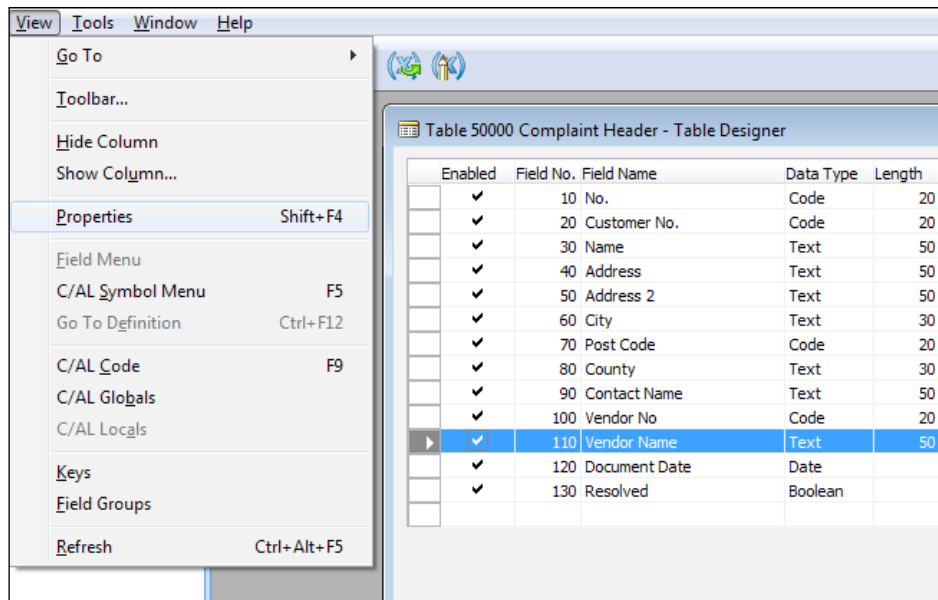 View Tools Window Help
Go To
Toolbar...
Hide Column
Show Column...
Properties Shift+F4
Field Menu
C/AL Symbol Menu F5
Go To Definition Ctrl+F12
C/AL Code F9
C/AL Globals
C/AL Locals
Keys
Field Groups
Refresh Ctrl+Alt+F5
Table 50000 Complaint Header - Table Designer
Enabled Field No. Field Name Data Type Length
10 No. Code 20
20 Customer No. Code 20
30 Name Text 50
40 Address Text 50
50 Address 2 Text 50
60 City Text 30
70 Post Code Code 20
80 County Text 30
90 Contact Name Text 50
100 Vendor No Code 20
110 Vendor Name Text 50
120 Document Date Date
130 Resolved Boolean